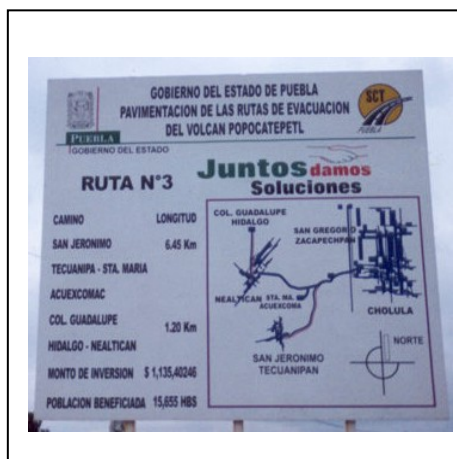 GOBIERNO DEL ESTADO DE PUEBLA
PAVIMENTACION DE LAS RUTAS DE EVACUACION
DEL VOLCAN POPOCATEPETL
SCT
PUEBLA
PUEBLA
GOBIERNO DEL ESTADO
RUTA N°3
Juntos damos
Soluciones
CAMINO LONGITUD
SAN JERONIMO 6.45 Km
TECUANIPA - STA. MARIA
ACUEXCOMAC
COL. GUADALUPE 1.20 Km
HIDALGO - NEALTICAN
MONTO DE INVERSION $ 1,135,40246
POBLACION BENEFICIADA 15,655 HBS
COL. GUADALUPE
HIDALGO
SAN GREGORIO
ZACAPECHPAN
NEALTICAN
STA. MA.
ACUEXCOMA
CHOLULA
SAN JERONIMO
TECUANIPAN
NORTE